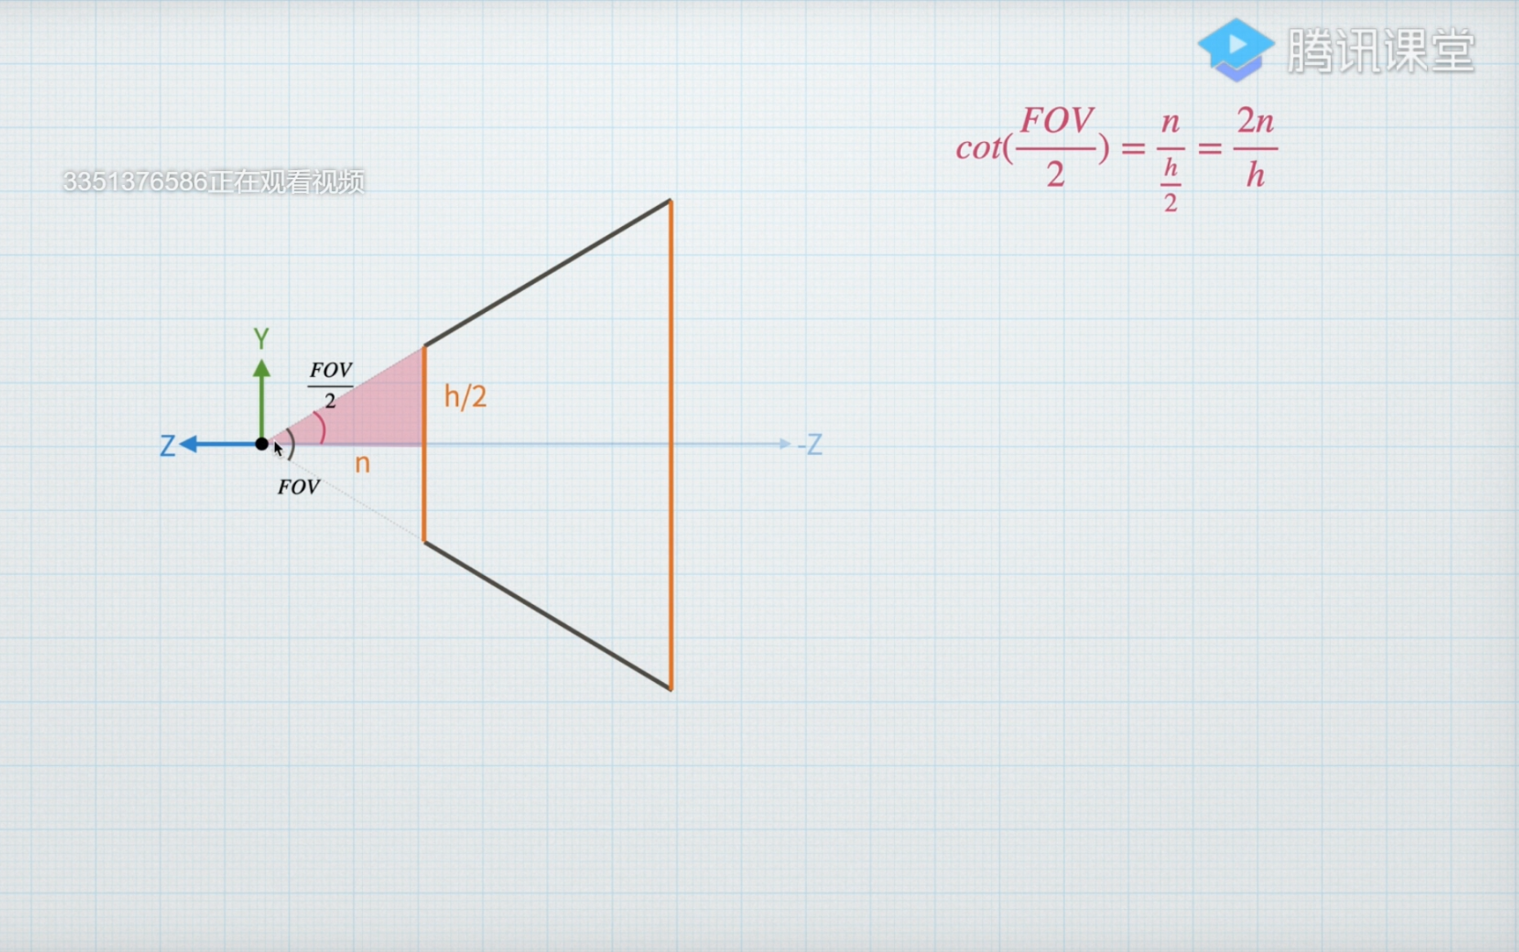 腾讯课堂
cot(\frac{FOV}{2}) = \frac{n}{\frac{h}{2}} = \frac{2n}{h}
3351376586正在观看视频
Y
\frac{FOV}{2}
h/2
Z
-Z
n
FOV